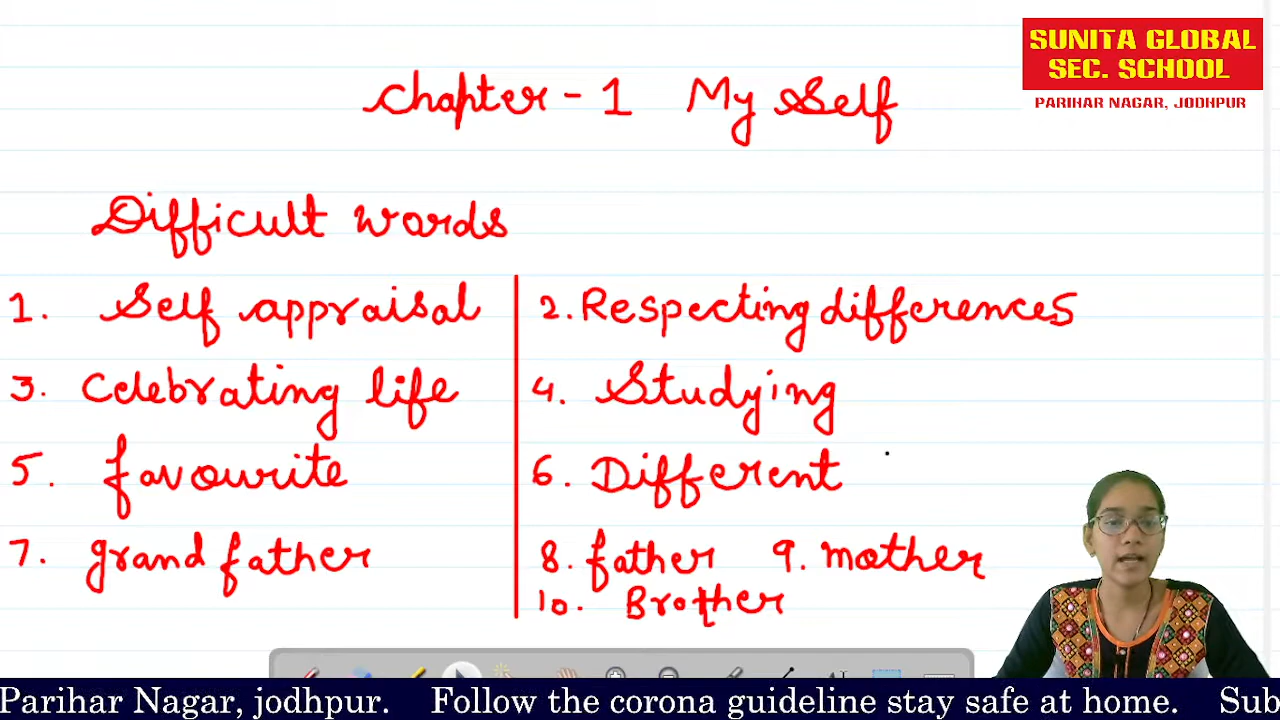 SUNITA GLOBAL
SEC. SCHOOL
PARIHAR NAGAR, JODHPUR
Chapter - 1 My Self
Difficult words
1. Self appraisal 2. Respecting differences
3. Celebrating life 4. Studying
5. favourite 6. Different
7. grand father 8. father 9. mother
10. Brother
Parihar Nagar, jodhpur. Follow the corona guideline stay safe at home. Sub